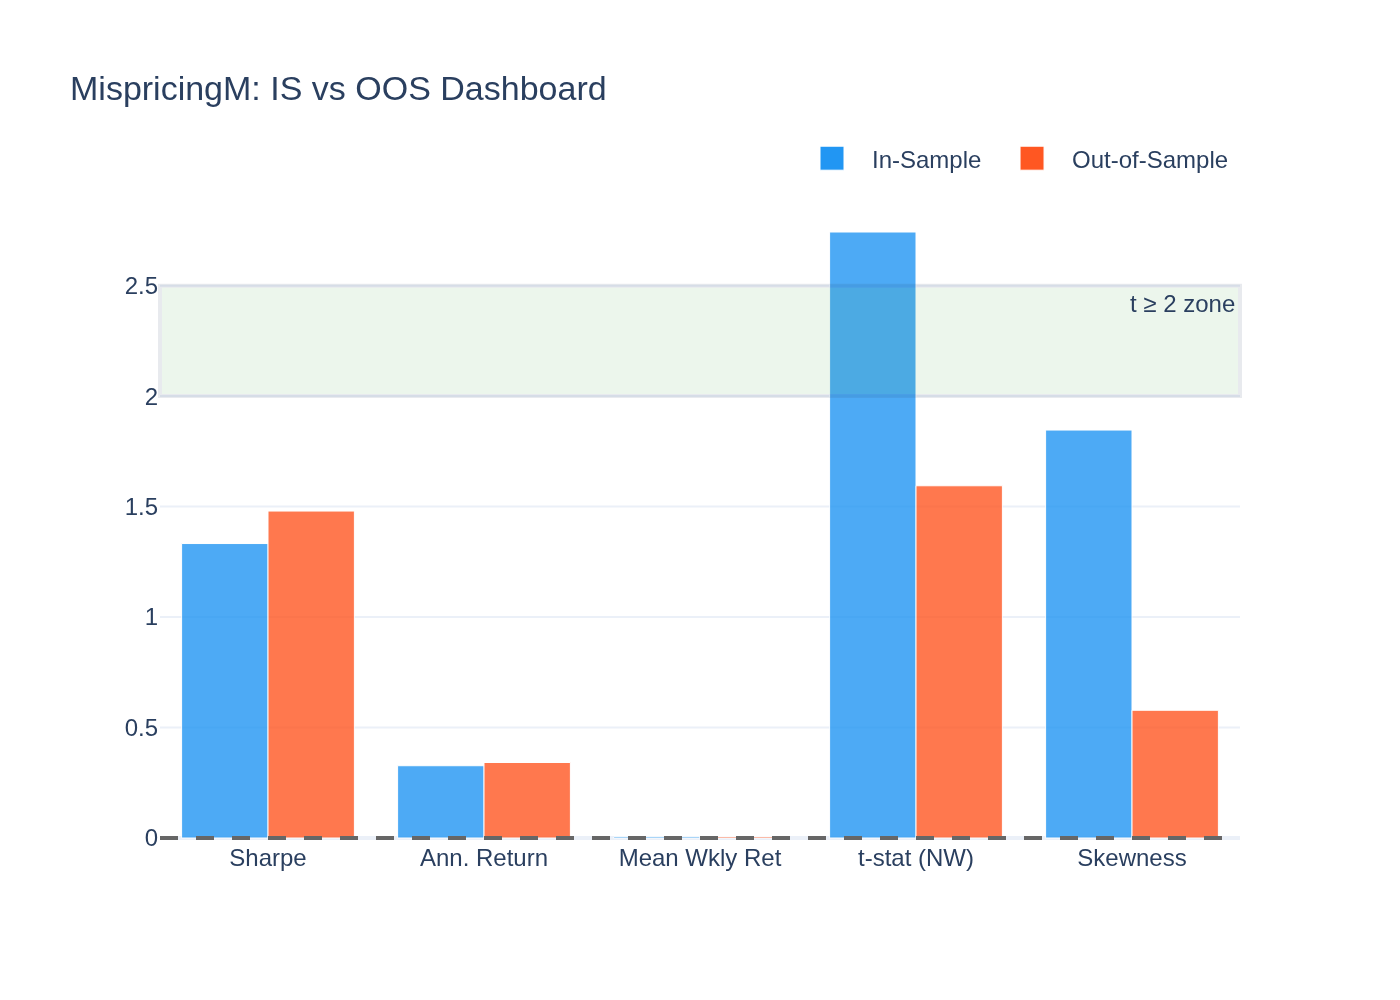 MispricingM: IS vs OOS Dashboard
In-Sample
Out-of-Sample
2.5
t ≥ 2 zone
2
1.5
1
0.5
0
Sharpe
Ann. Return
Mean Wkly Ret
t-stat (NW)
Skewness